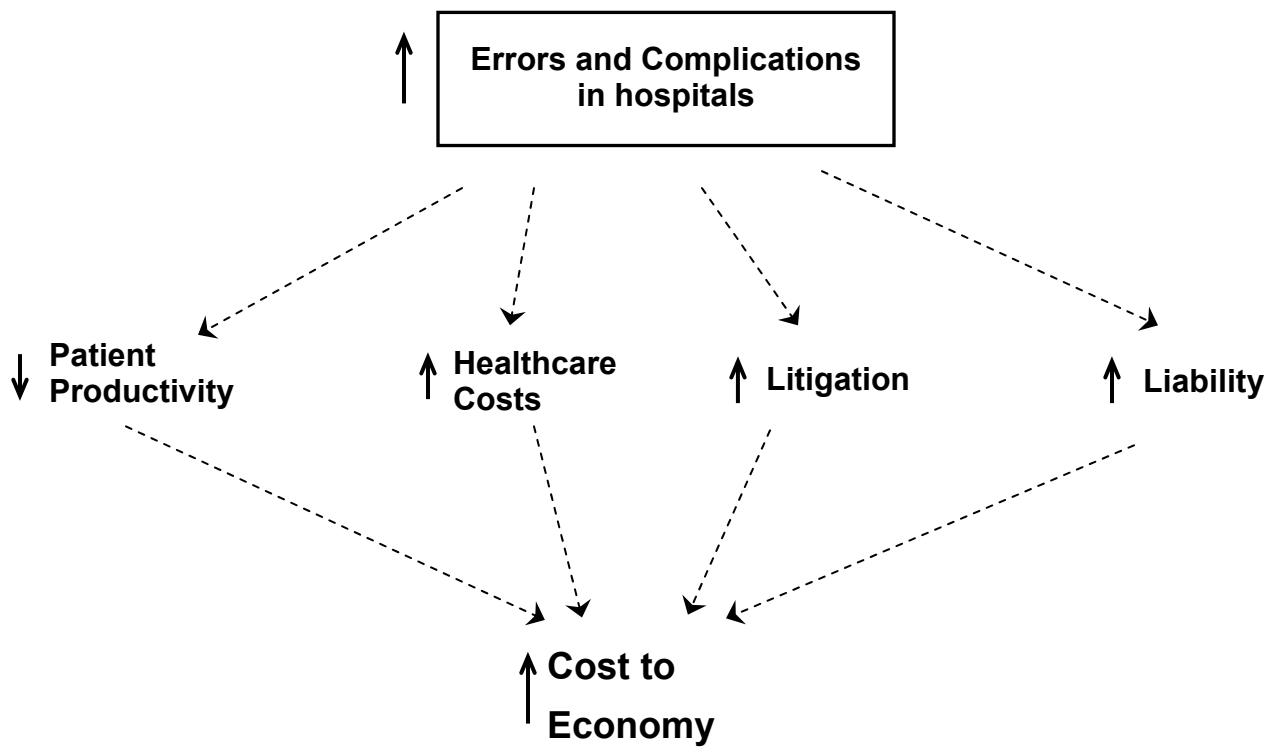 Errors and Complications
in hospitals
Patient
Productivity
Healthcare
Costs
Litigation
Liability
Cost to
Economy